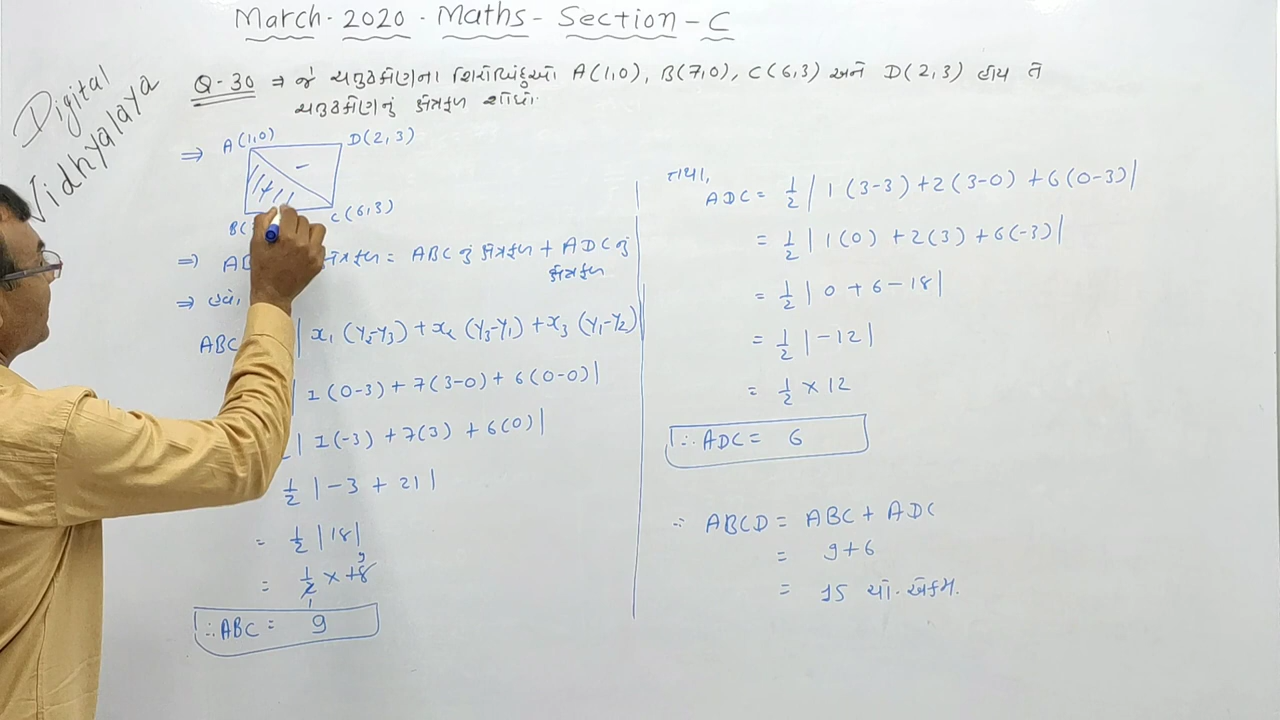 March. 2020. Maths - Section - C
Digital
Vidhyalaya
Q-30 ⇒ જે ચતુષ્કોણના શિરોબિંદુઓ A(1,0), B(7,0), C(6,3) અને D(2,3) હોય તે
ચતુષ્કોણનું ક્ષેત્રફળ શોધો.
⇒ A(1,0) D(2,3)
B( C(6,3)
⇒ AB ક્ષેત્રફળ = ABC નું ક્ષેત્રફળ + ADC નું
ક્ષેત્રફળ
⇒ હવે,
ABC | x₁ (Y₂-Y₃) + x₂ (Y₃-Y₁) + x₃ (Y₁-Y₂) |
| 1(0-3) + 7(3-0) + 6(0-0) |
| 1(-3) + 7(3) + 6(0) |
1/2 | -3 + 21 |
= 1/2 | 18 |
= 1/2 × 18 9
1
∴ ABC = 9
તથા,
ADC = 1/2 | 1 (3-3) + 2 (3-0) + 6 (0-3) |
= 1/2 | 1(0) + 2(3) + 6(-3) |
= 1/2 | 0 + 6 - 18 |
= 1/2 | -12 |
= 1/2 × 12
∴ ADC = 6
∴ ABCD = ABC + ADC
= 9+6
= 15 ચો. એકમ.